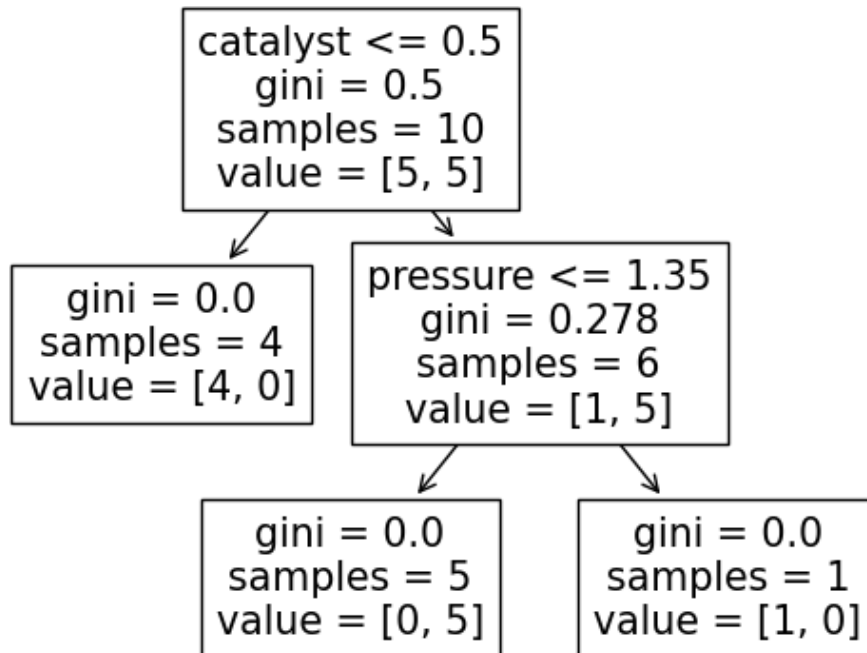 catalyst <= 0.5
gini = 0.5
samples = 10
value = [5, 5]
gini = 0.0
samples = 4
value = [4, 0]
pressure <= 1.35
gini = 0.278
samples = 6
value = [1, 5]
gini = 0.0
samples = 5
value = [0, 5]
gini = 0.0
samples = 1
value = [1, 0]